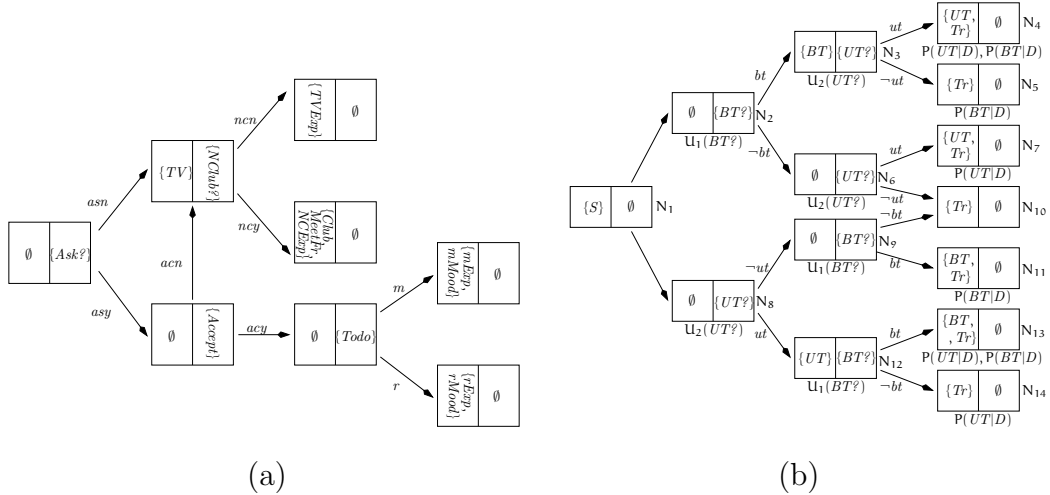 {TVExp}
∅
ncn
{TV}
{NClub?}
asn
ncy
{Club,
MeetFr,
NCExp}
∅
∅
{Ask?}
acn
asy
∅
{Accept}
acy
∅
{Todo}
m
{mExp,
mMood}
∅
r
{rExp,
rMood}
∅
(a)
{S}
∅
N1
∅
{BT?}
N2
U1(BT?)
bt
¬bt
{BT}
{UT?}
N3
U2(UT?)
ut
¬ut
{UT,
Tr}
∅
N4
P(UT|D), P(BT|D)
{Tr}
∅
N5
P(BT|D)
∅
{UT?}
N6
U2(UT?)
ut
¬ut
{UT,
Tr}
∅
N7
P(UT|D)
∅
{UT?}
N8
U2(UT?)
¬ut
ut
∅
{BT?}
N9
U1(BT?)
¬bt
bt
{Tr}
∅
N10
{BT,
Tr}
∅
N11
P(BT|D)
{UT}
{BT?}
N12
U1(BT?)
bt
¬bt
{BT,
, Tr}
∅
N13
P(UT|D), P(BT|D)
{Tr}
∅
N14
P(UT|D)
(b)